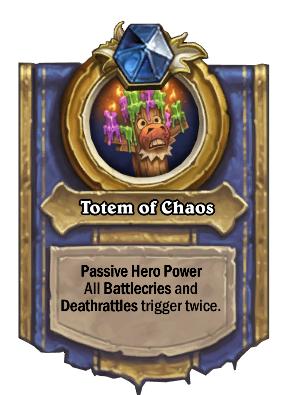 Totem of Chaos
Passive Hero Power
All Battlecries and
Deathrattles trigger twice.